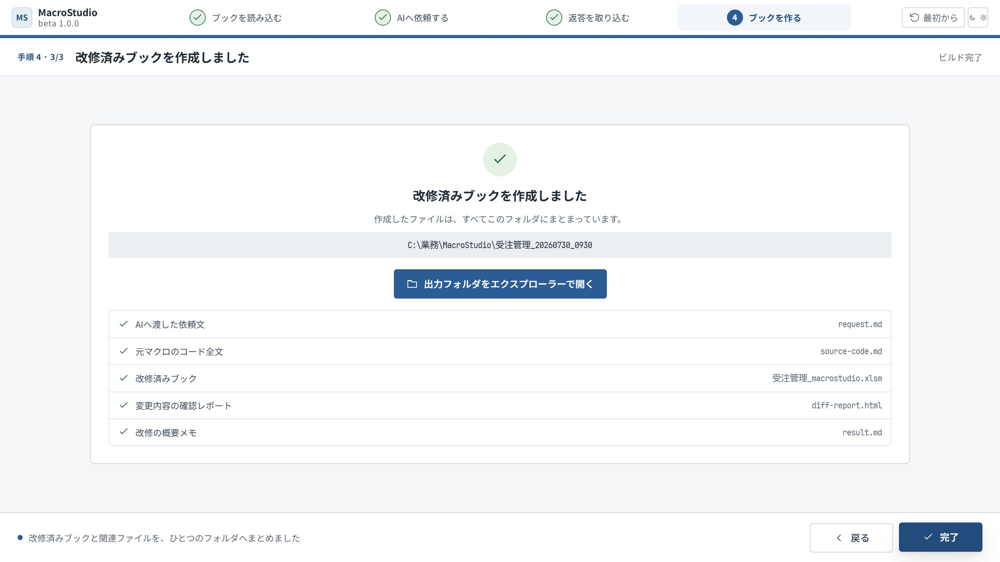 MS
MacroStudio
beta 1.0.0
ブックを読み込む
AIへ依頼する
返答を取り込む
4 ブックを作る
最初から
手順 4・3/3 改修済みブックを作成しました
ビルド完了
改修済みブックを作成しました
作成したファイルは、すべてこのフォルダにまとまっています。
C:\業務\MacroStudio\受注管理_20260730_0930
出力フォルダをエクスプローラーで開く
AIへ渡した依頼文 request.md
元マクロのコード全文 source-code.md
改修済みブック 受注管理_macrostudio.xlsm
変更内容の確認レポート diff-report.html
改修の概要メモ result.md
改修済みブックと関連ファイルを、ひとつのフォルダへまとめました
戻る
完了